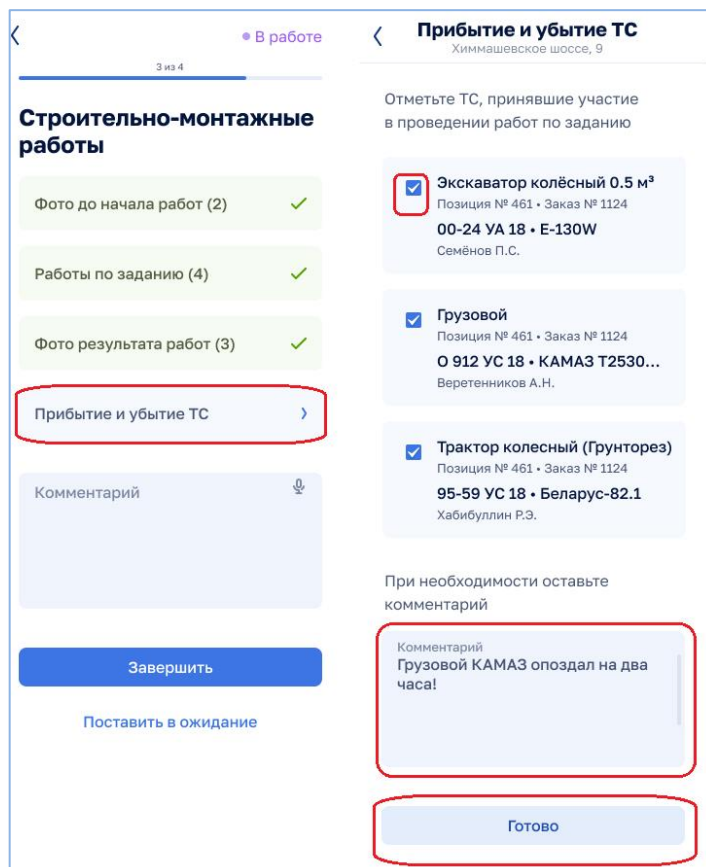 В работе
3 из 4
Строительно-монтажные
работы
Фото до начала работ (2)
Работы по заданию (4)
Фото результата работ (3)
Прибытие и убытие ТС
Комментарий
Завершить
Поставить в ожидание
Прибытие и убытие ТС
Химмашевское шоссе, 9
Отметьте ТС, принявшие участие
в проведении работ по заданию
Экскаватор колёсный 0.5 м³
Позиция № 461 • Заказ № 1124
00-24 УА 18 • E-130W
Семёнов П.С.
Грузовой
Позиция № 461 • Заказ № 1124
О 912 УС 18 • КАМАЗ Т2530...
Веретенников А.Н.
Трактор колесный (Грунторез)
Позиция № 461 • Заказ № 1124
95-59 УС 18 • Беларус-82.1
Хабибуллин Р.Э.
При необходимости оставьте
комментарий
Комментарий
Грузовой КАМАЗ опоздал на два
часа!
Готово